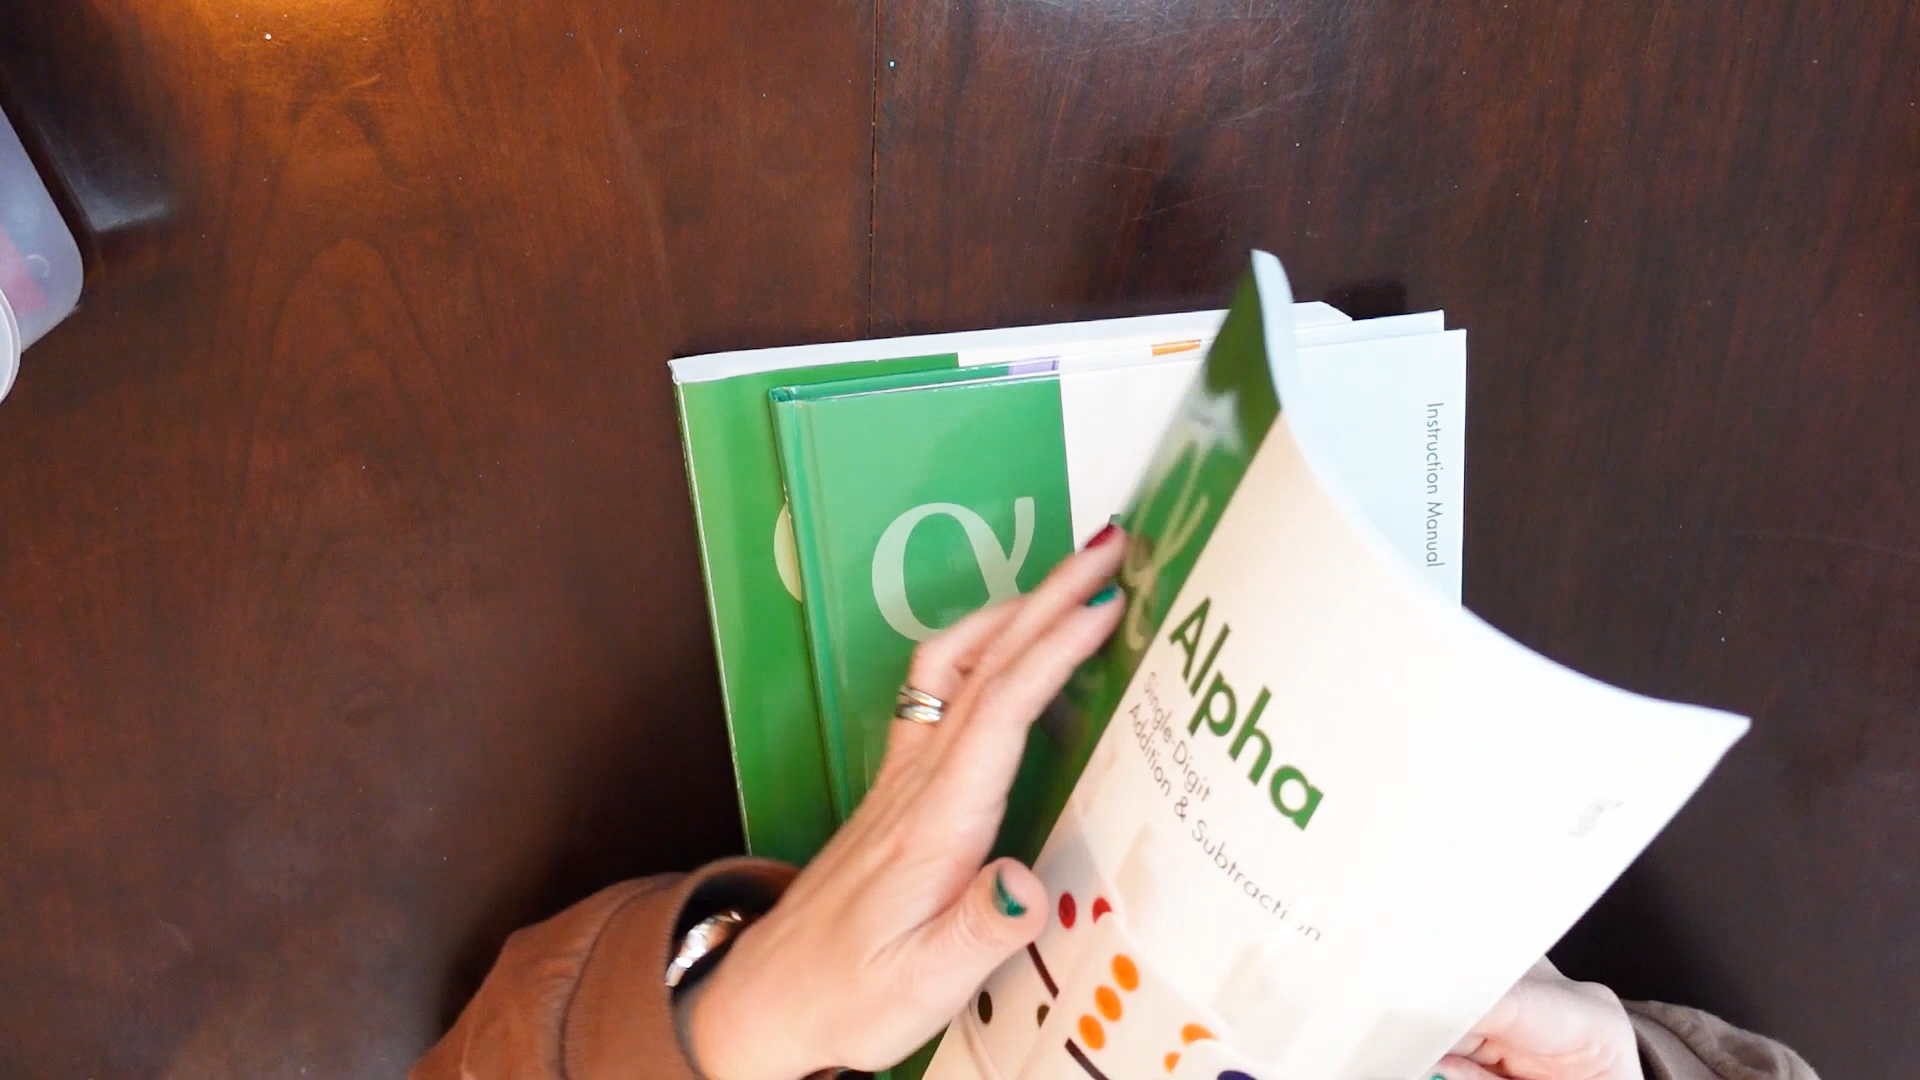 α
Instruction Manual
Alpha
Single-Digit
Addition & Subtraction